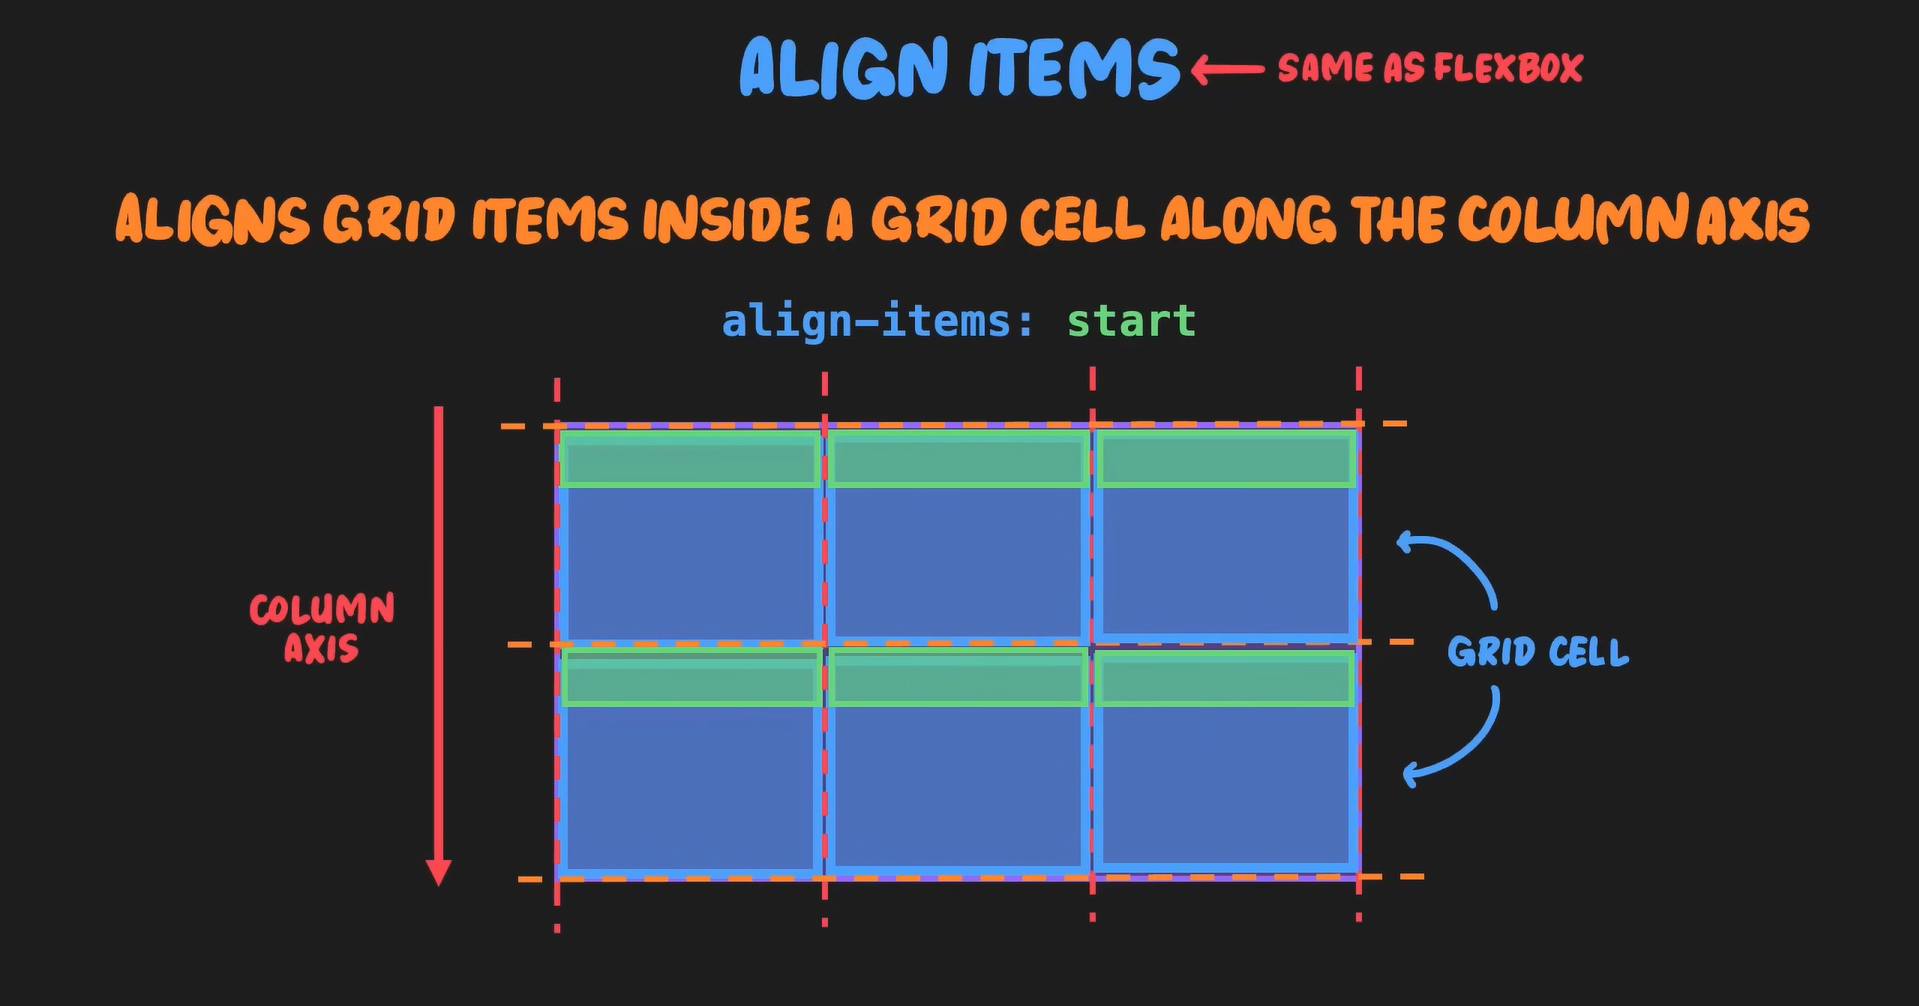 ALIGN ITEMS
SAME AS FLEXBOX
ALIGNS GRID ITEMS INSIDE A GRID CELL ALONG THE COLUMN AXIS
align-items: start
COLUMN
AXIS
GRID CELL